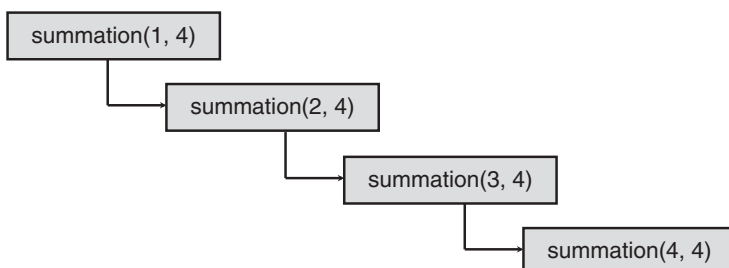 summation(1, 4)
summation(2, 4)
summation(3, 4)
summation(4, 4)